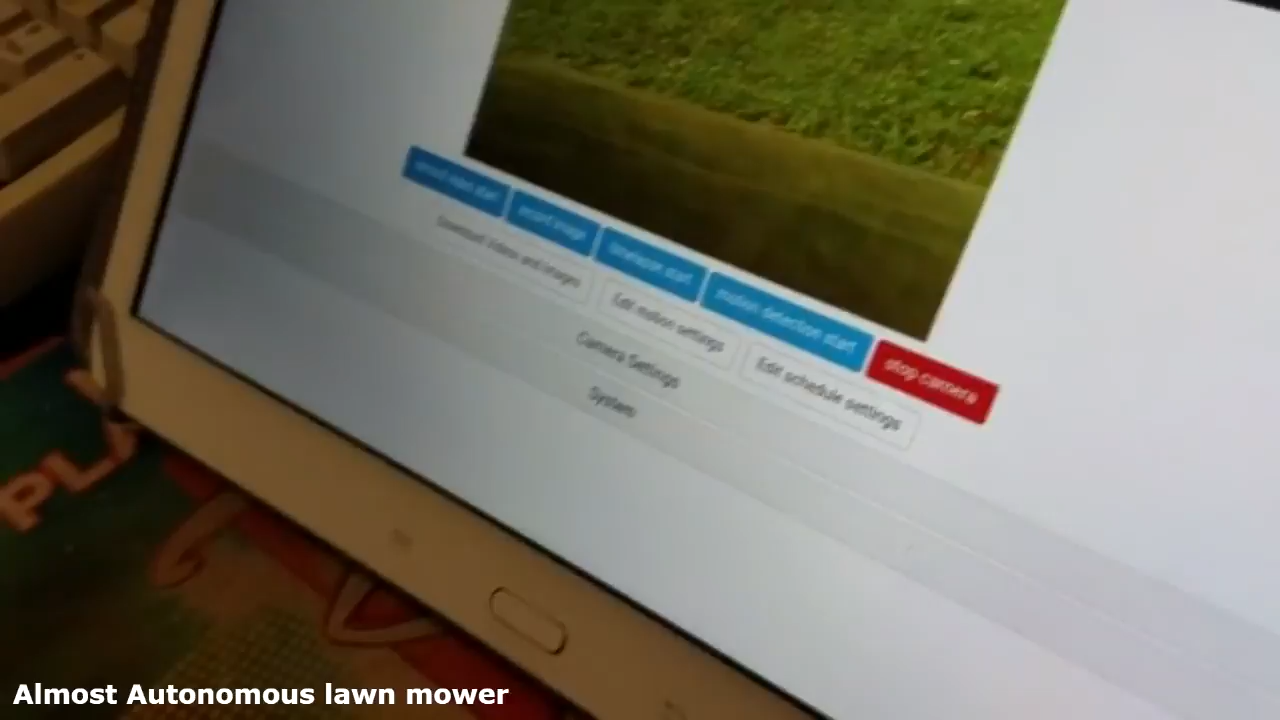 record video start
record image
timelapse start
motion detection start
stop camera
Download Videos and Images
Edit motion settings
Edit schedule settings
Camera Settings
System
PLA
Almost Autonomous lawn mower